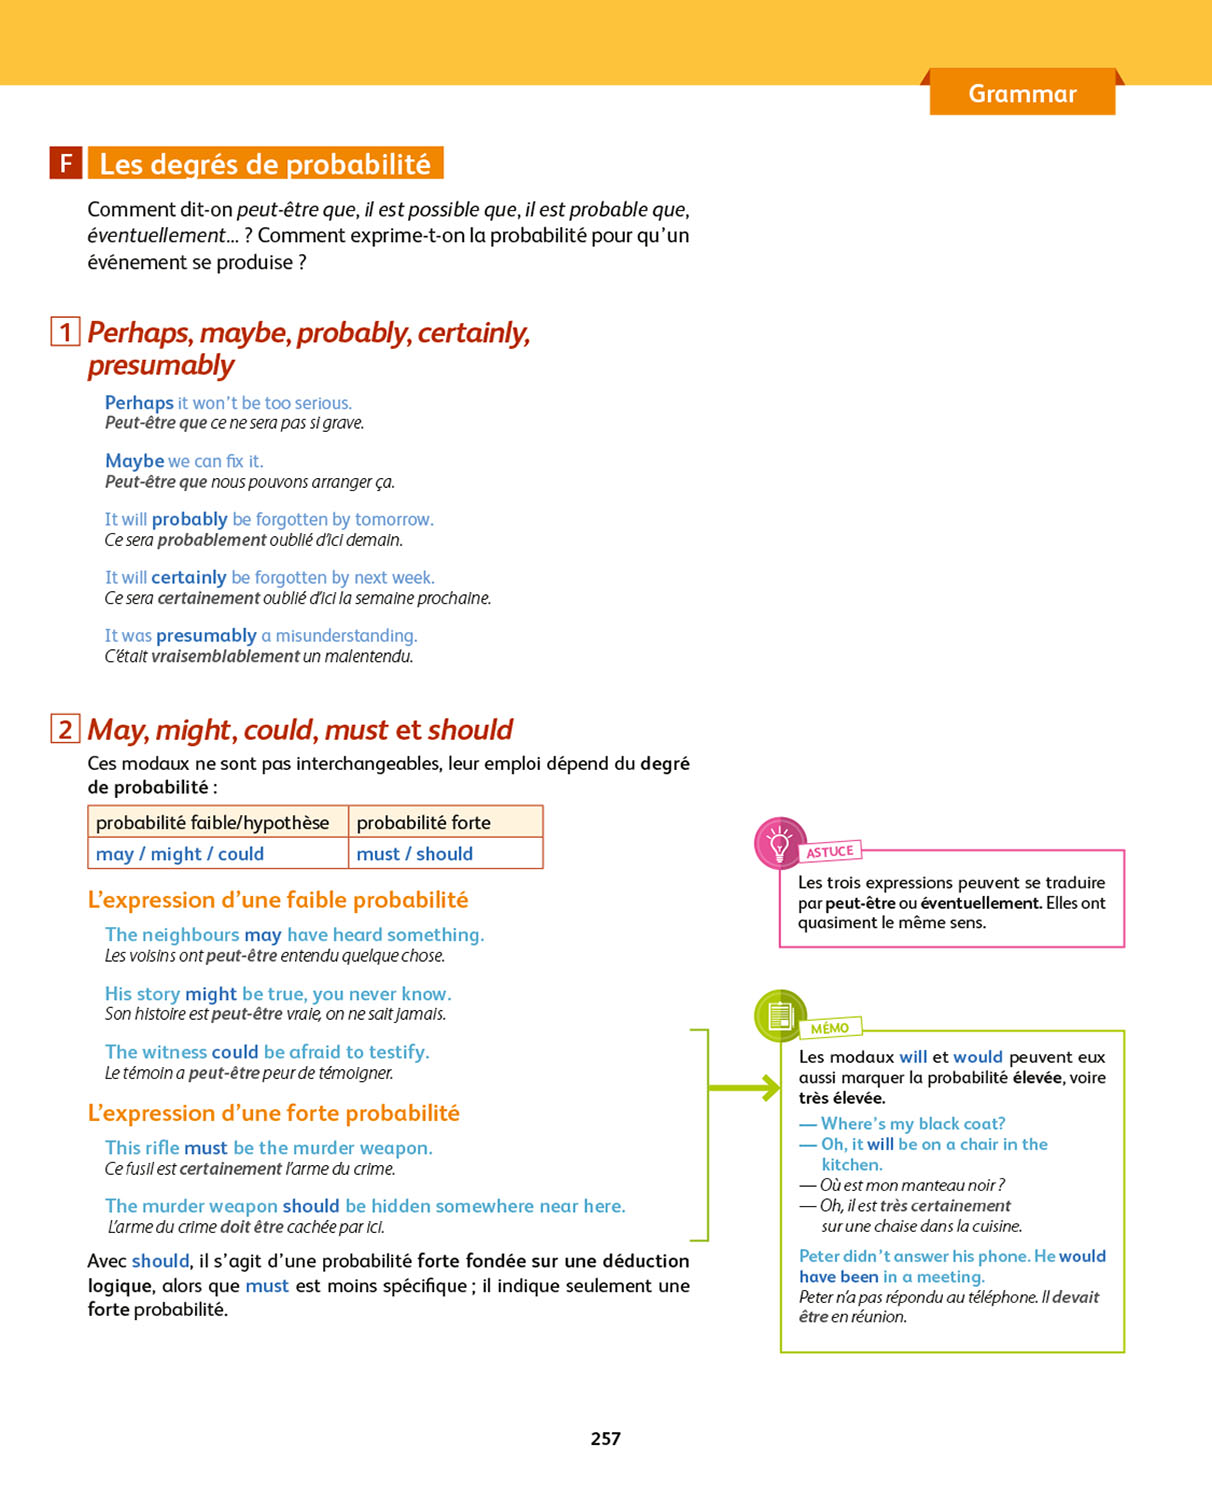 Grammar
F Les degrés de probabilité
Comment dit-on peut-être que, il est possible que, il est probable que,
éventuellement... ? Comment exprime-t-on la probabilité pour qu’un
événement se produise ?
1 Perhaps, maybe, probably, certainly,
presumably
Perhaps it won’t be too serious.
Peut-être que ce ne sera pas si grave.
Maybe we can fix it.
Peut-être que nous pouvons arranger ça.
It will probably be forgotten by tomorrow.
Ce sera probablement oublié d’ici demain.
It will certainly be forgotten by next week.
Ce sera certainement oublié d’ici la semaine prochaine.
It was presumably a misunderstanding.
C’était vraisemblablement un malentendu.
2 May, might, could, must et should
Ces modaux ne sont pas interchangeables, leur emploi dépend du degré
de probabilité :
probabilité faible/hypothèse probabilité forte
may / might / could must / should
L’expression d’une faible probabilité
The neighbours may have heard something.
Les voisins ont peut-être entendu quelque chose.
His story might be true, you never know.
Son histoire est peut-être vraie, on ne sait jamais.
The witness could be afraid to testify.
Le témoin a peut-être peur de témoigner.
L’expression d’une forte probabilité
This rifle must be the murder weapon.
Ce fusil est certainement l’arme du crime.
The murder weapon should be hidden somewhere near here.
L’arme du crime doit être cachée par ici.
Avec should, il s’agit d’une probabilité forte fondée sur une déduction
logique, alors que must est moins spécifique ; il indique seulement une
forte probabilité.
ASTUCE
Les trois expressions peuvent se traduire
par peut-être ou éventuellement. Elles ont
quasiment le même sens.
MÉMO
Les modaux will et would peuvent eux
aussi marquer la probabilité élevée, voire
très élevée.
— Where’s my black coat?
— Oh, it will be on a chair in the
kitchen.
— Où est mon manteau noir ?
— Oh, il est très certainement
sur une chaise dans la cuisine.
Peter didn’t answer his phone. He would
have been in a meeting.
Peter n’a pas répondu au téléphone. Il devait
être en réunion.
257